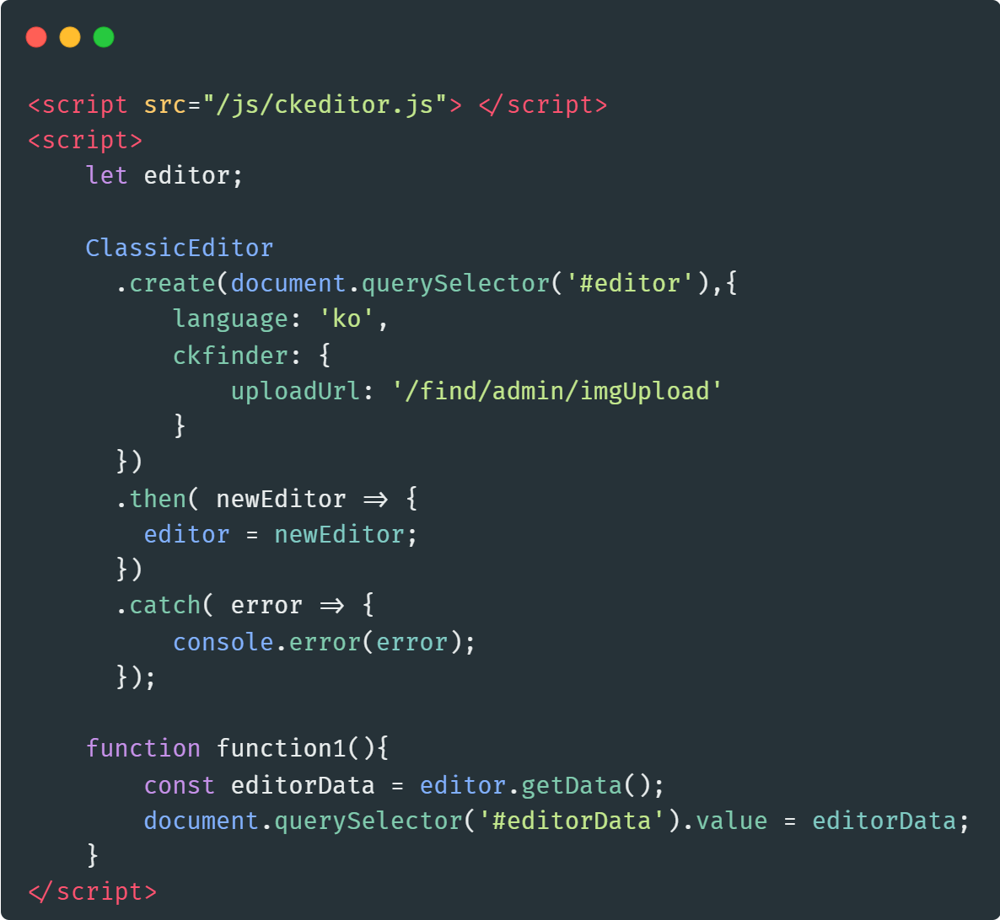 <script src="/js/ckeditor.js"> </script>
<script>
    let editor;

    ClassicEditor
      .create(document.querySelector('#editor'),{
          language: 'ko',
          ckfinder: {
              uploadUrl: '/find/admin/imgUpload'
          }
      })
      .then( newEditor => {
        editor = newEditor;
      })
      .catch( error => {
          console.error(error);
      });

    function function1(){
        const editorData = editor.getData();
        document.querySelector('#editorData').value = editorData;
    }
</script>